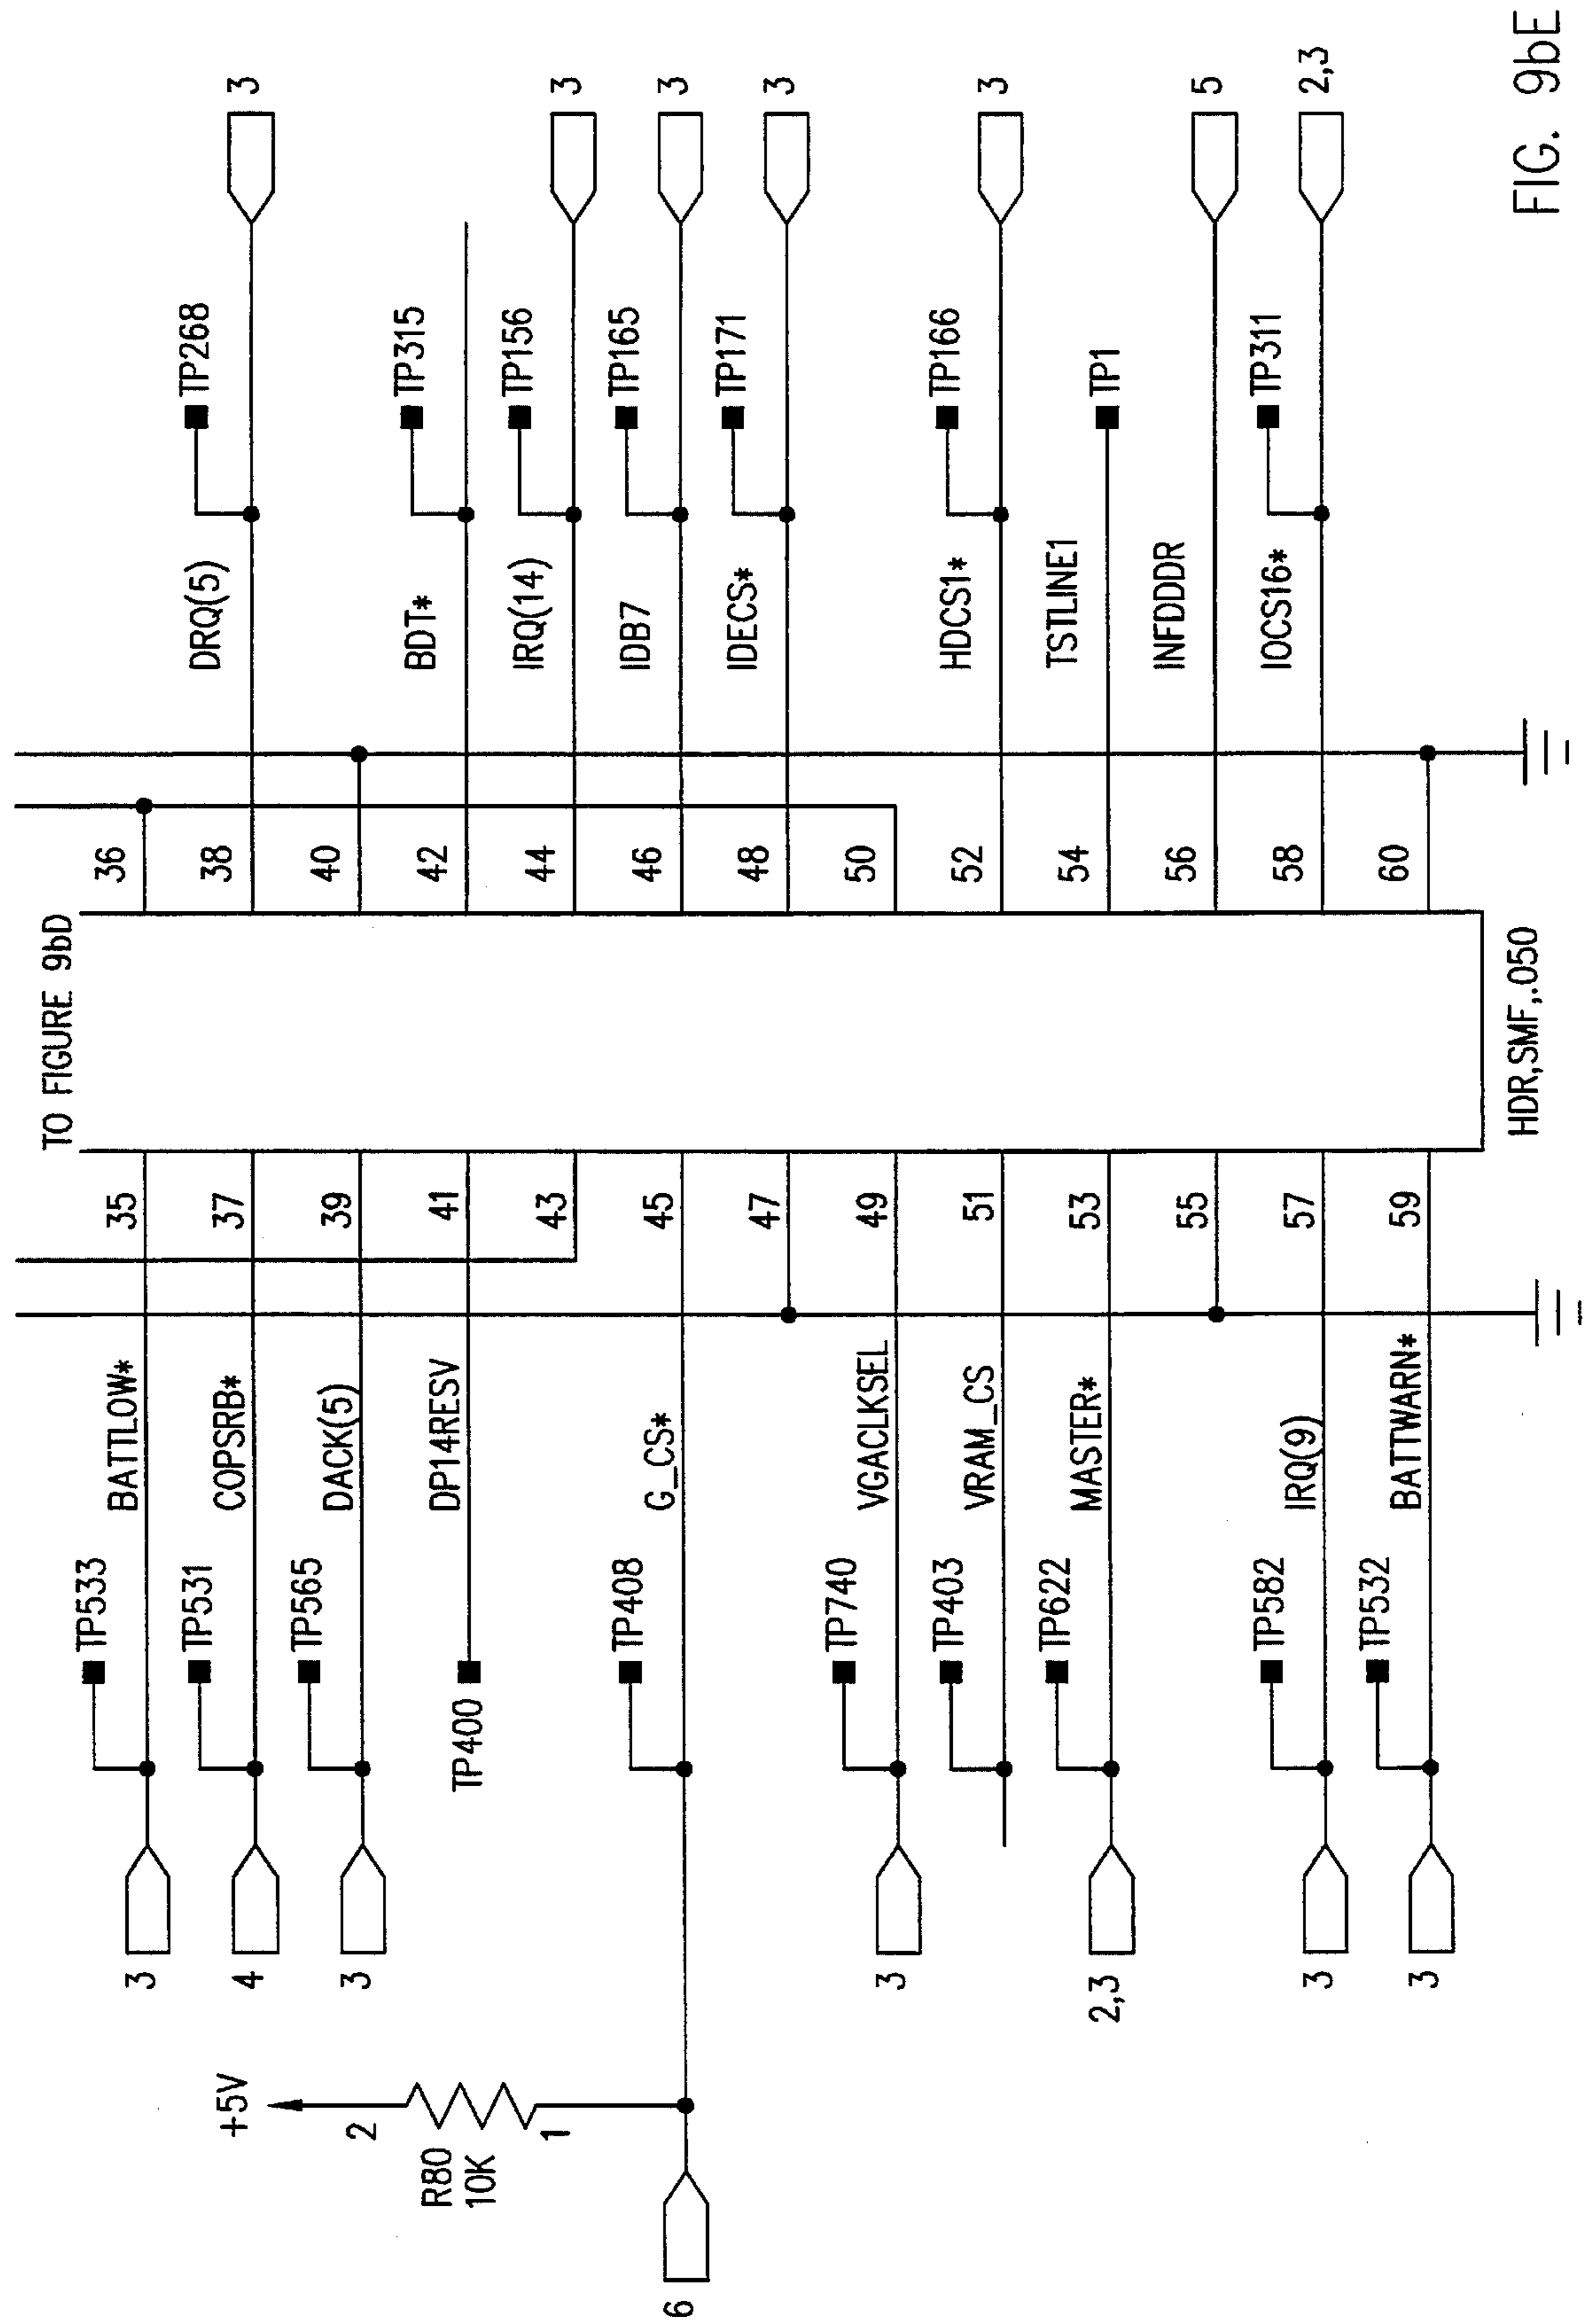 TO FIGURE 9bD
TP533
BATTLOW*
35
36
3
TP268
DRQ(5)
TP531
COPSRB*
37
38
3
4
TP565
DACK(5)
39
40
3
+5V
2
R80
10K
1
TP315
BDT*
TP400
DP14RESV
41
42
TP156
IRQ(14)
43
44
3
TP408
G_CS*
45
TP165
IDB7
46
3
6
TP171
IDECS*
47
48
3
TP740
VGACLKSEL
49
50
3
TP403
VRAM_CS
51
TP166
HDCS1*
52
3
TP622
MASTER*
53
2,3
TSTLINE1
54
TP1
55
INFDDDR
56
5
TP582
IRQ(9)
57
3
TP311
IOCS16*
58
2,3
TP532
BATTWARN*
59
60
3
HDR,SMF,.050
FIG. 9bE